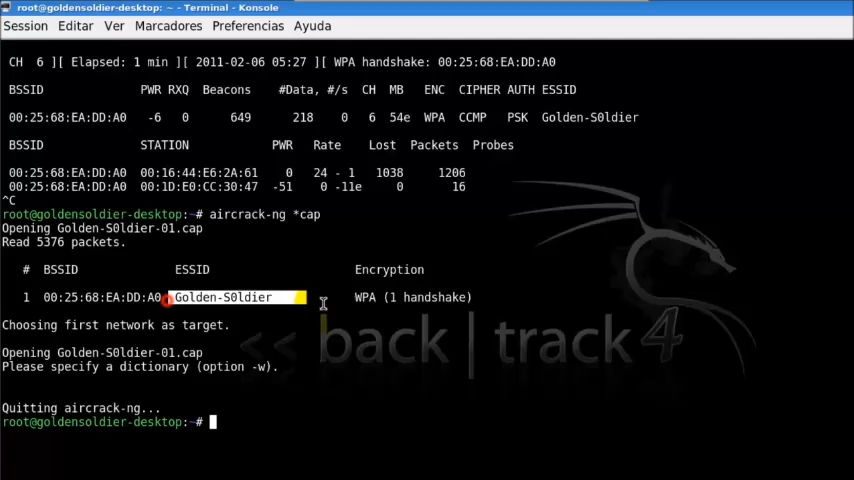 root@goldensoldier-desktop: ~ - Terminal - Konsole
Session Editar Ver Marcadores Preferencias Ayuda
CH 6 ][ Elapsed: 1 min ][ 2011-02-06 05:27 ][ WPA handshake: 00:25:68:EA:DD:A0
BSSID PWR RXQ Beacons #Data, #/s CH MB ENC CIPHER AUTH ESSID
00:25:68:EA:DD:A0 -6 0 649 218 0 6 54e WPA CCMP PSK Golden-S0ldier
BSSID STATION PWR Rate Lost Packets Probes
00:25:68:EA:DD:A0 00:16:44:E6:2A:61 0 24 - 1 1038 1206
00:25:68:EA:DD:A0 00:1D:E0:CC:30:47 -51 0 -11e 0 16
^C
root@goldensoldier-desktop:~# aircrack-ng *cap
Opening Golden-S0ldier-01.cap
Read 5376 packets.
# BSSID ESSID Encryption
1 00:25:68:EA:DD:A0 Golden-S0ldier WPA (1 handshake)
Choosing first network as target.
Opening Golden-S0ldier-01.cap
Please specify a dictionary (option -w).
Quitting aircrack-ng...
root@goldensoldier-desktop:~#
<< back | track 4